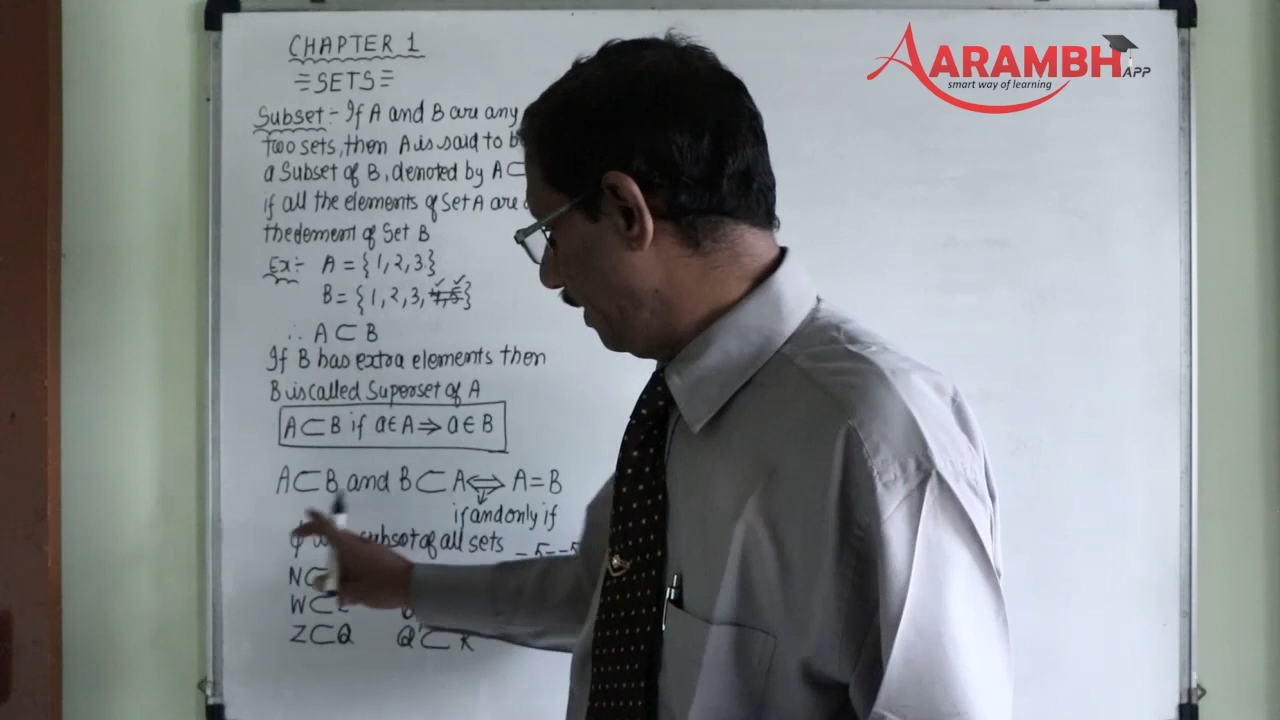 CHAPTER 1
SETS
Subset:- If A and B are any
two sets, then A is said to
a Subset of B, denoted by A⊂
if all the elements of Set A are
the element of Set B
Ex:- A = {1,2,3}
B = {1,2,3,4,5}
∴ A ⊂ B
If B has extra elements then
B is called Superset of A
A⊂B if a∈A ⇒ a∈B
A⊂B and B⊂A ⇔ A=B
if and only if
subset of all sets
N⊂
W⊂
Z⊂Q Q'⊂R
AARAMBH APP
smart way of learning